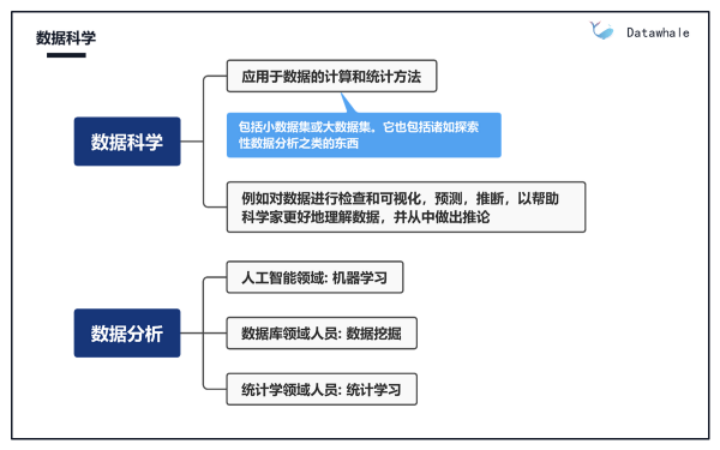 数据科学
Datawhale
应用于数据的计算和统计方法
包括小数据集或大数据集。它也包括诸如探索
性数据分析之类的东西
数据科学
例如对数据进行检查和可视化，预测，推断，以帮助
科学家更好地理解数据，并从中做出推论
人工智能领域: 机器学习
数据分析
数据库领域人员: 数据挖掘
统计学领域人员: 统计学习